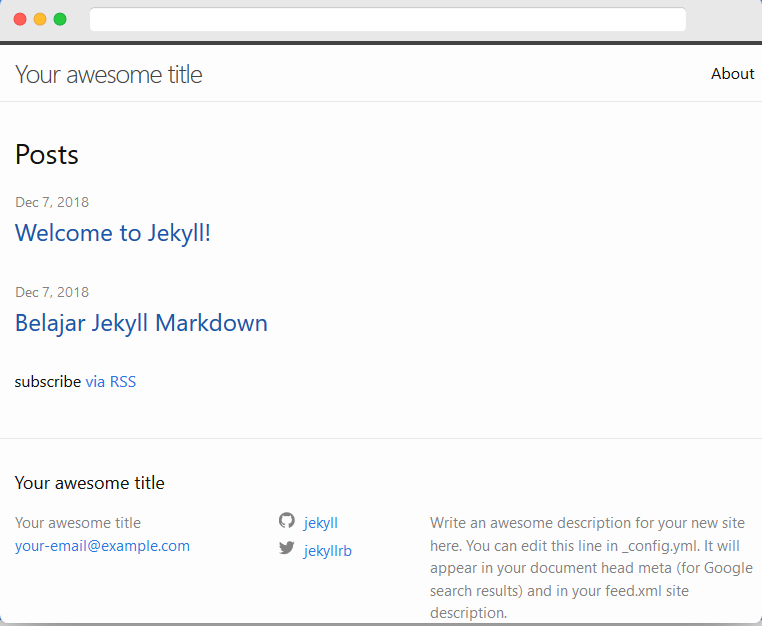 Your awesome title
About
Posts
Dec 7, 2018
Welcome to Jekyll!
Dec 7, 2018
Belajar Jekyll Markdown
subscribe via RSS
Your awesome title
Your awesome title
your-email@example.com
jekyll
jekyllrb
Write an awesome description for your new site
here. You can edit this line in _config.yml. It will
appear in your document head meta (for Google
search results) and in your feed.xml site
description.